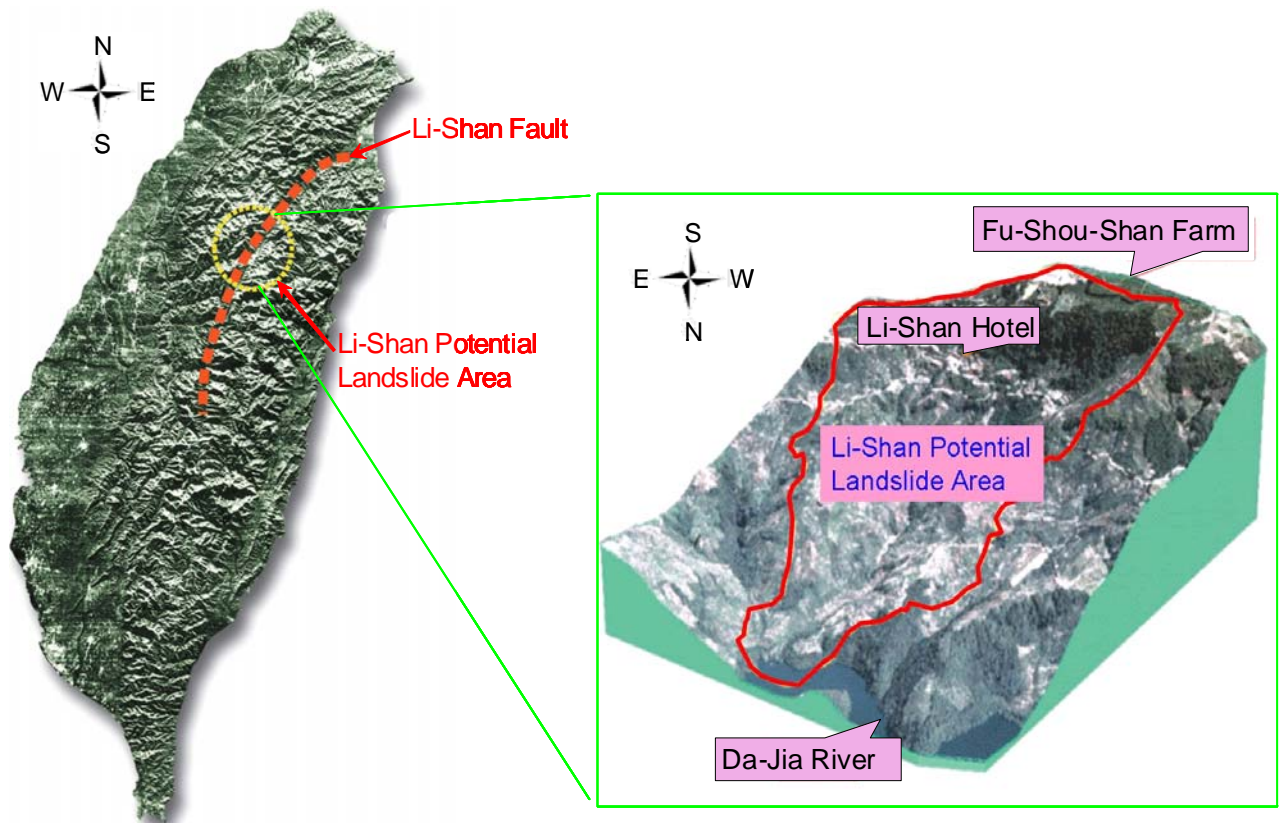 N
W E
S
Li-Shan Fault
Li-Shan Potential
Landslide Area
S
E W
N
Fu-Shou-Shan Farm
Li-Shan Hotel
Li-Shan Potential
Landslide Area
Da-Jia River